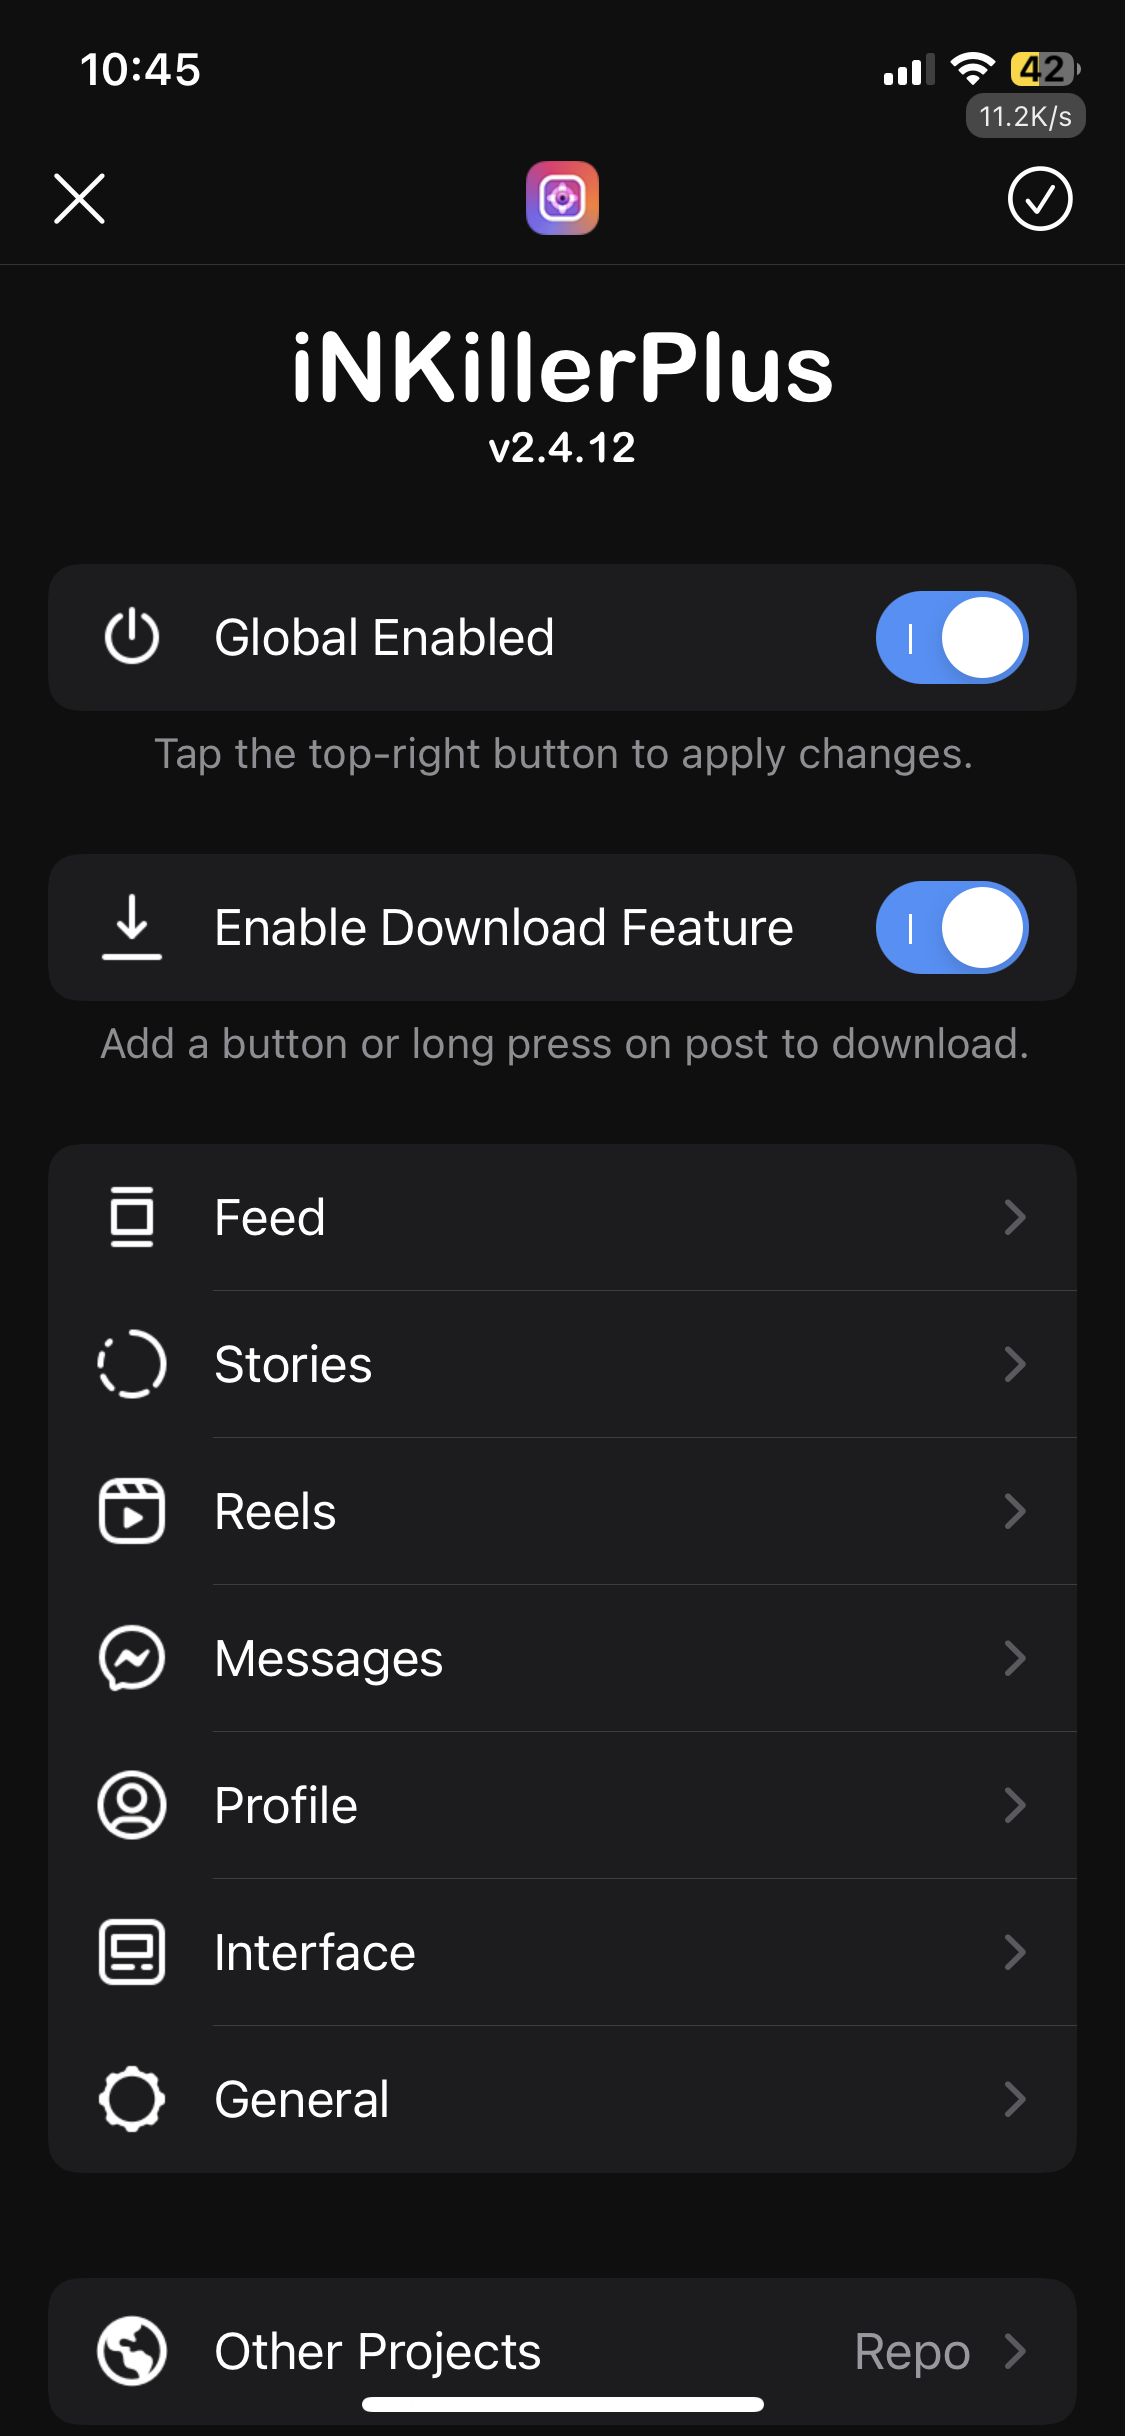 10:45
42
11.2K/s
iNKillerPlus
v2.4.12
Global Enabled
Tap the top-right button to apply changes.
Enable Download Feature
Add a button or long press on post to download.
Feed
Stories
Reels
Messages
Profile
Interface
General
Other Projects Repo